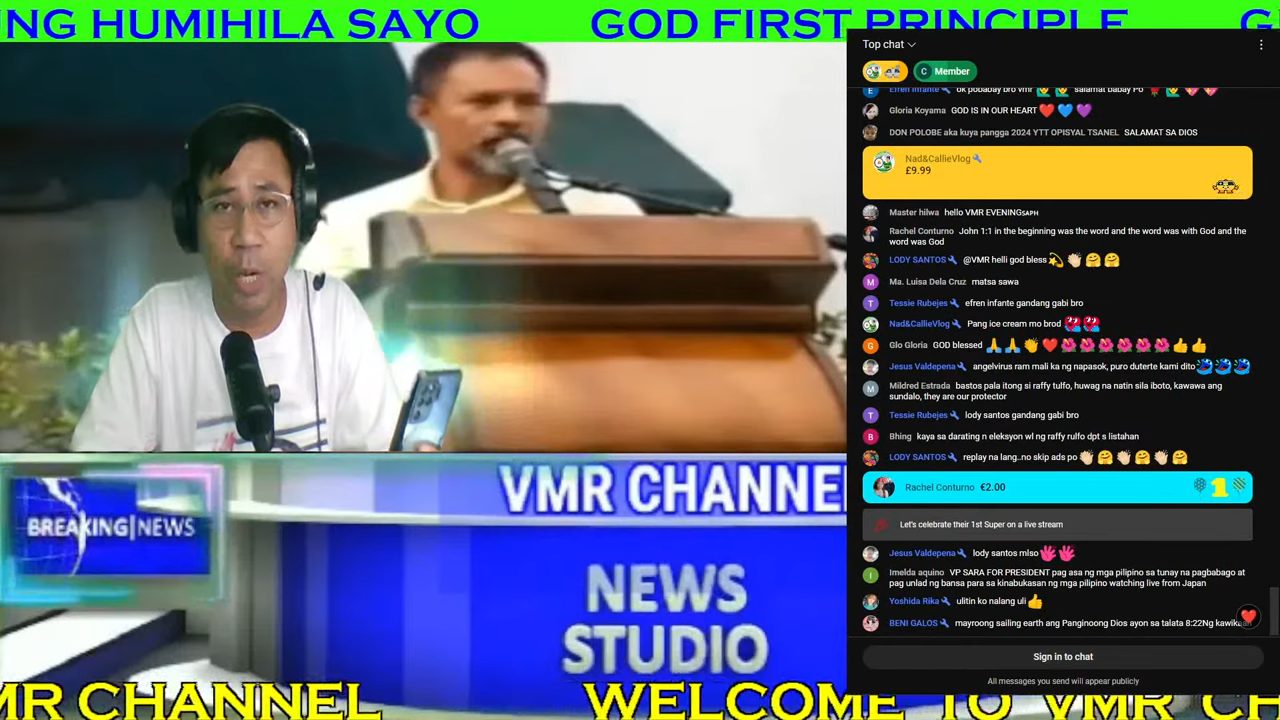 NG HUMIHILA SAYO GOD FIRST PRINCIPLE G
Top chat
C Member
Efren Infante ok pobabay bro vmr salamat babay Po
Gloria Koyama GOD IS IN OUR HEART
DON POLOBE aka kuya pangga 2024 YTT OPISYAL TSANEL SALAMAT SA DIOS
Nad&CallieVlog
£9.99
Master hilwa hello VMR EVENINGSAPH
Rachel Conturno John 1:1 in the beginning was the word and the word was with God and the
word was God
LODY SANTOS @VMR helli god bless
M Ma. Luisa Dela Cruz matsa sawa
T Tessie Rubejes efren infante gandang gabi bro
Nad&CallieVlog Pang ice cream mo brod
G Glo Gloria GOD blessed
Jesus Valdepena angelvirus ram mali ka ng napasok, puro duterte kami dito
M Mildred Estrada bastos pala itong si raffy tulfo, huwag na natin sila iboto, kawawa ang
sundalo, they are our protector
T Tessie Rubejes lody santos gandang gabi bro
B Bhing kaya sa darating n eleksyon wl ng raffy rulfo dpt s listahan
LODY SANTOS replay na lang..no skip ads po
Rachel Conturno €2.00 1
Let's celebrate their 1st Super on a live stream
Jesus Valdepena lody santos mlso
I Imelda aquino VP SARA FOR PRESIDENT pag asa ng mga pilipino sa tunay na pagbabago at
pag unlad ng bansa para sa kinabukasan ng mga pilipino watching live from Japan
Yoshida Rika ulitin ko nalang uli
BENI GALOS mayroong sailing earth ang Panginoong Dios ayon sa talata 8:22Ng kawika
Sign in to chat
All messages you send will appear publicly
VMR CHANNE
BREAKING NEWS
NEWS
STUDIO
MR CHANNEL WELCOME TO VMR CH